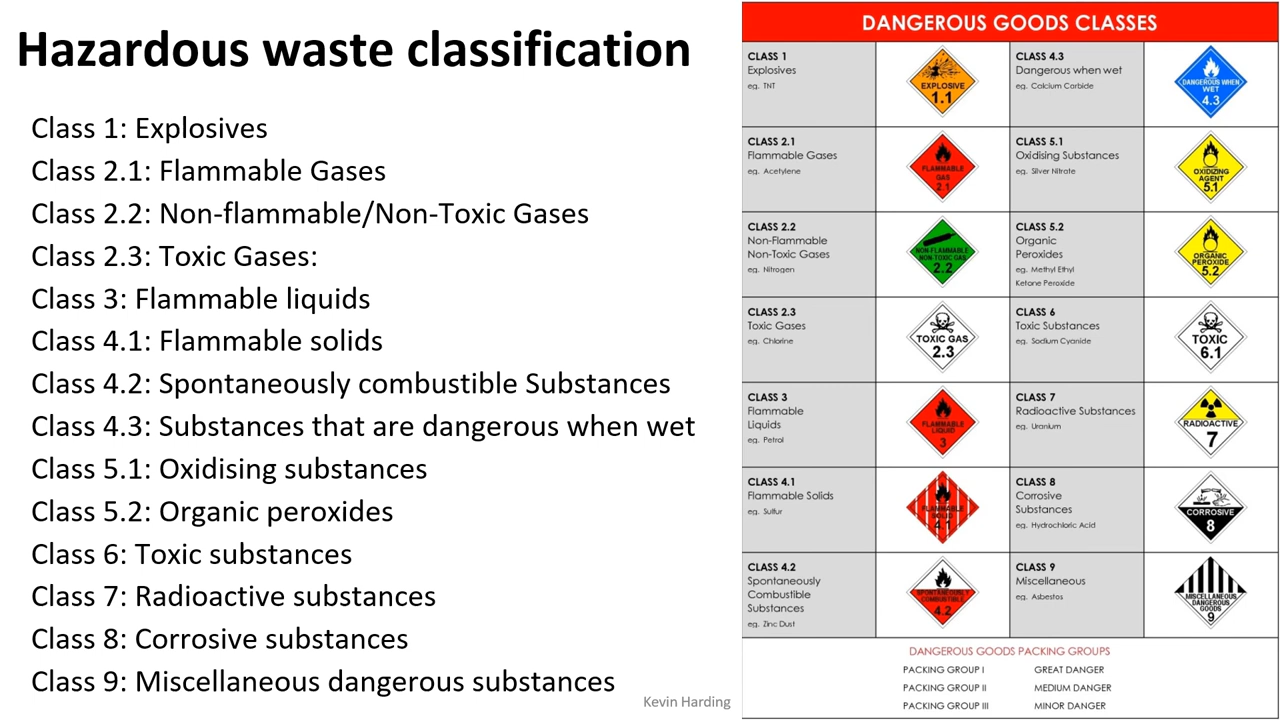 Hazardous waste classification
Class 1: Explosives
Class 2.1: Flammable Gases
Class 2.2: Non-flammable/Non-Toxic Gases
Class 2.3: Toxic Gases:
Class 3: Flammable liquids
Class 4.1: Flammable solids
Class 4.2: Spontaneously combustible Substances
Class 4.3: Substances that are dangerous when wet
Class 5.1: Oxidising substances
Class 5.2: Organic peroxides
Class 6: Toxic substances
Class 7: Radioactive substances
Class 8: Corrosive substances
Class 9: Miscellaneous dangerous substances
Kevin Harding
DANGEROUS GOODS CLASSES
CLASS 1
Explosives
eg. TNT
EXPLOSIVE
1.1
CLASS 4.3
Dangerous when wet
eg. Calcium Carbide
DANGEROUS WHEN
WET
4.3
CLASS 2.1
Flammable Gases
eg. Acetylene
FLAMMABLE
GAS
2.1
CLASS 5.1
Oxidising Substances
eg. Silver Nitrate
OXIDIZING
AGENT
5.1
CLASS 2.2
Non-Flammable
Non-Toxic Gases
eg. Nitrogen
NON-FLAMMABLE
NON-TOXIC GAS
2.2
CLASS 5.2
Organic
Peroxides
eg. Methyl Ethyl
Ketone Peroxide
ORGANIC
PEROXIDE
5.2
CLASS 2.3
Toxic Gases
eg. Chlorine
TOXIC GAS
2.3
CLASS 6
Toxic Substances
eg. Sodium Cyanide
TOXIC
6.1
CLASS 3
Flammable
Liquids
eg. Petrol
FLAMMABLE
LIQUID
3
CLASS 7
Radioactive Substances
eg. Uranium
RADIOACTIVE
7
CLASS 4.1
Flammable Solids
eg. Sulfur
FLAMMABLE
SOLID
4.1
CLASS 8
Corrosive
Substances
eg. Hydrochloric Acid
CORROSIVE
8
CLASS 4.2
Spontaneously
Combustible
Substances
eg. Zinc Dust
SPONTANEOUSLY
COMBUSTIBLE
4.2
CLASS 9
Miscellaneous
eg. Asbestos
MISCELLANEOUS
DANGEROUS
GOODS
9
DANGEROUS GOODS PACKING GROUPS
PACKING GROUP I GREAT DANGER
PACKING GROUP II MEDIUM DANGER
PACKING GROUP III MINOR DANGER